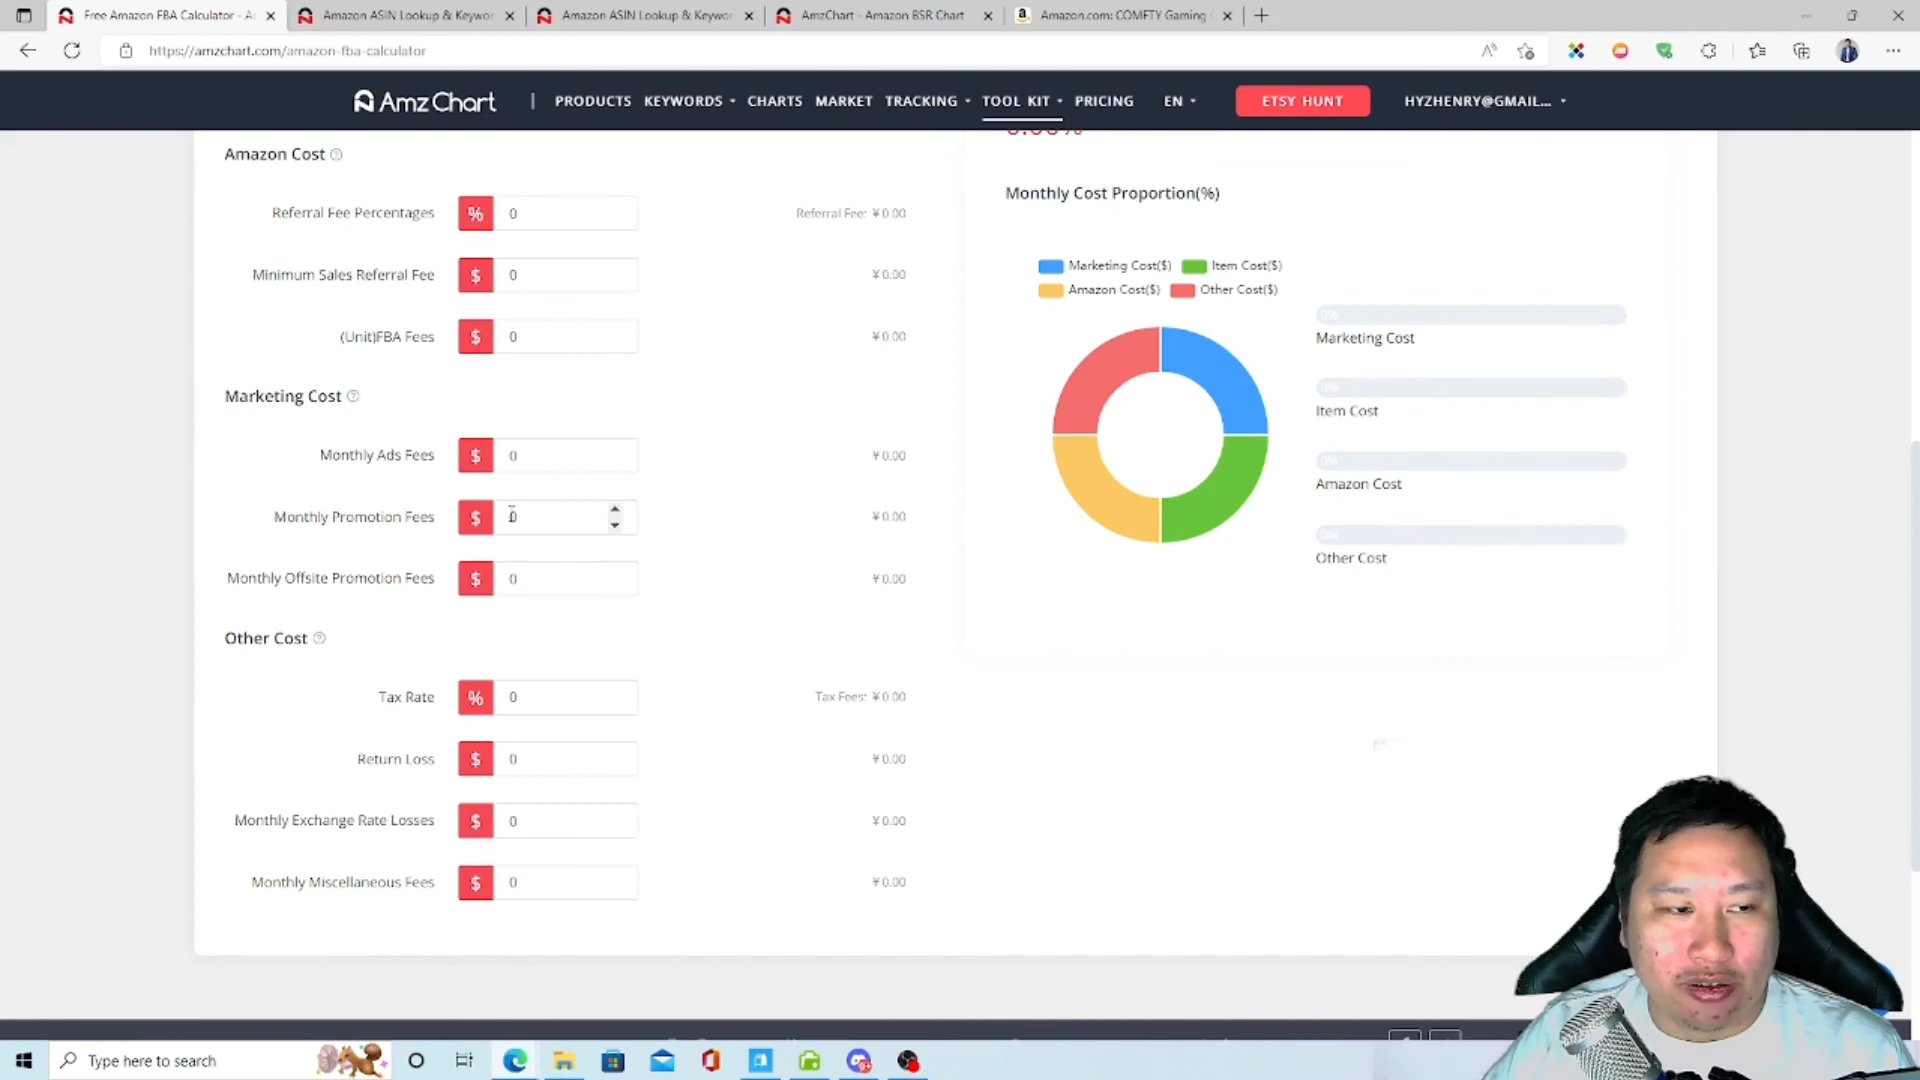 Free Amazon FBA Calculator - A
Amazon ASIN Lookup & Keywor
Amazon ASIN Lookup & Keywor
AmzChart - Amazon BSR Chart
Amazon.com: COMFTY Gaming
https://amzchart.com/amazon-fba-calculator
AmzChart
PRODUCTS
KEYWORDS
CHARTS
MARKET
TRACKING
TOOL KIT
PRICING
EN
ETSY HUNT
HYZHENRY@GMAIL...
Amazon Cost
Referral Fee Percentages
%
0
Referral Fee: ¥ 0.00
Minimum Sales Referral Fee
$
0
¥ 0.00
(Unit)FBA Fees
$
0
¥ 0.00
Marketing Cost
Monthly Ads Fees
$
0
¥ 0.00
Monthly Promotion Fees
$
0
¥ 0.00
Monthly Offsite Promotion Fees
$
0
¥ 0.00
Other Cost
Tax Rate
%
0
Tax Fees: ¥ 0.00
Return Loss
$
0
¥ 0.00
Monthly Exchange Rate Losses
$
0
¥ 0.00
Monthly Miscellaneous Fees
$
0
¥ 0.00
Monthly Cost Proportion(%)
Marketing Cost($)
Item Cost($)
Amazon Cost($)
Other Cost($)
0%
Marketing Cost
0%
Item Cost
0%
Amazon Cost
0%
Other Cost
Type here to search